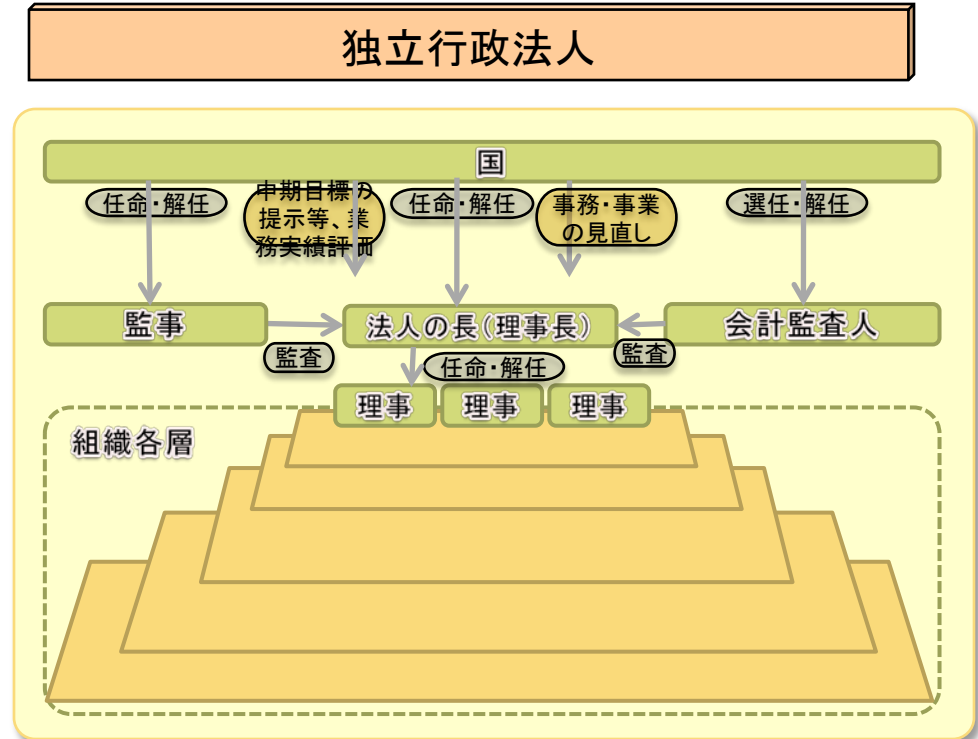 独立行政法人
国
任命・解任
中期目標の
提示等、業
務実績評価
任命・解任
事務・事業
の見直し
選任・解任
監事
法人の長(理事長)
会計監査人
監査
監査
任命・解任
理事
理事
理事
組織各層